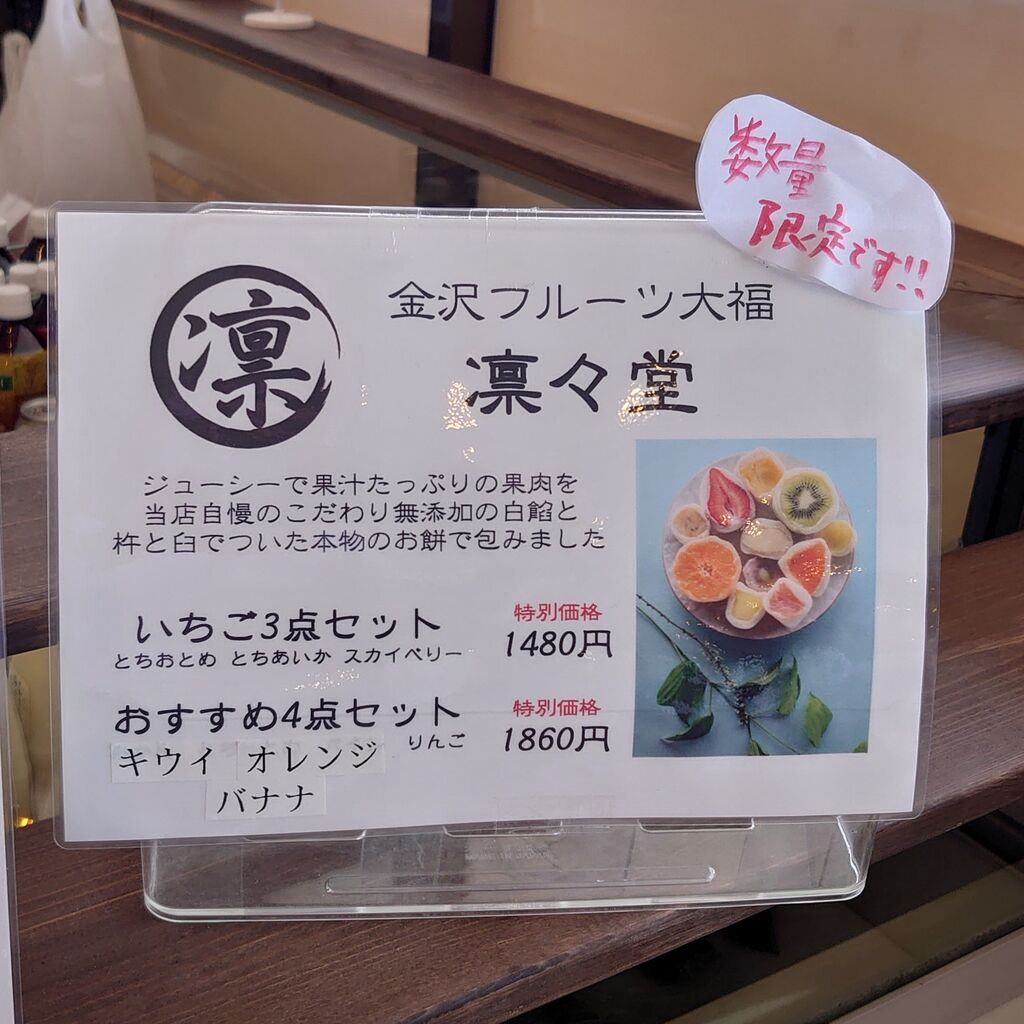 数量
限定です!!
凛
金沢フルーツ大福
凛々堂
ジューシーで果汁たっぷりの果肉を
当店自慢のこだわり無添加の白餡と
杵と臼でついた本物のお餅で包みました
いちご3点セット
とちおとめ とちあいか スカイベリー
特別価格
1480円
おすすめ4点セット
りんご
キウイ オレンジ
バナナ
特別価格
1860円